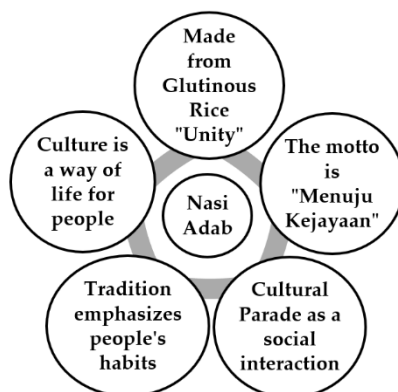 Made
from
Glutinous
Rice
"Unity"
Culture is
a way of
life for
people
The motto
is
"Menuju
Kejayaan"
Nasi
Adab
Tradition
emphasizes
people's
habits
Cultural
Parade as a
social
interaction